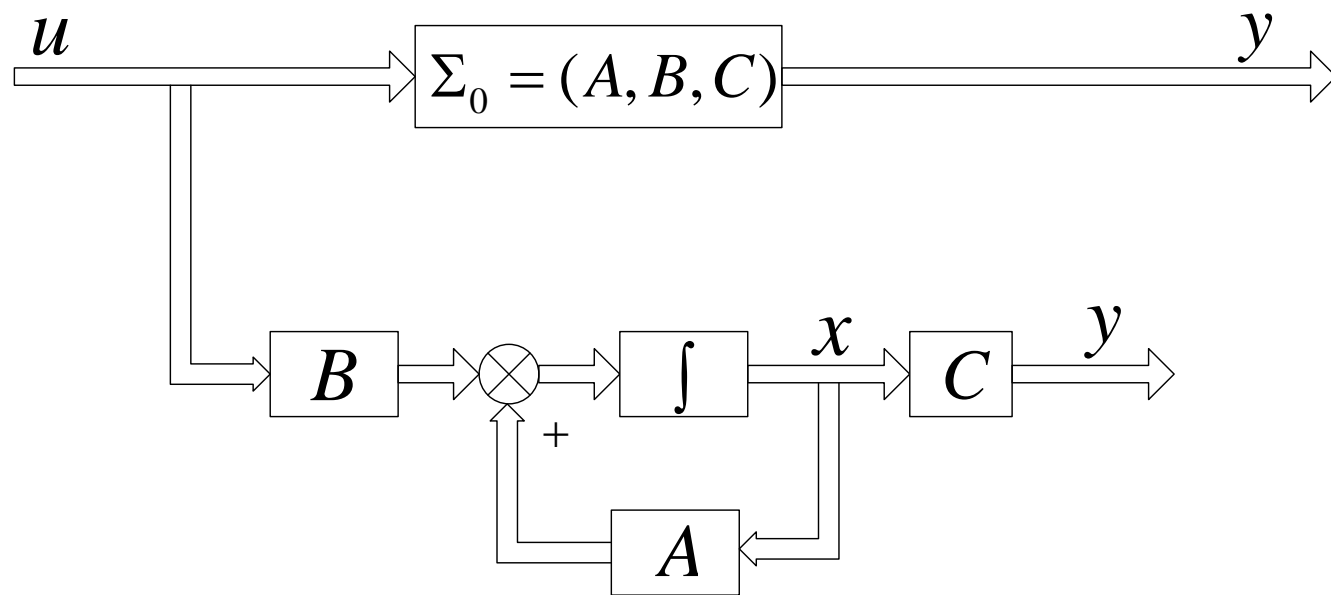 u
Σ₀ = (A, B, C)
y
B
∫
x
C
y
+
A